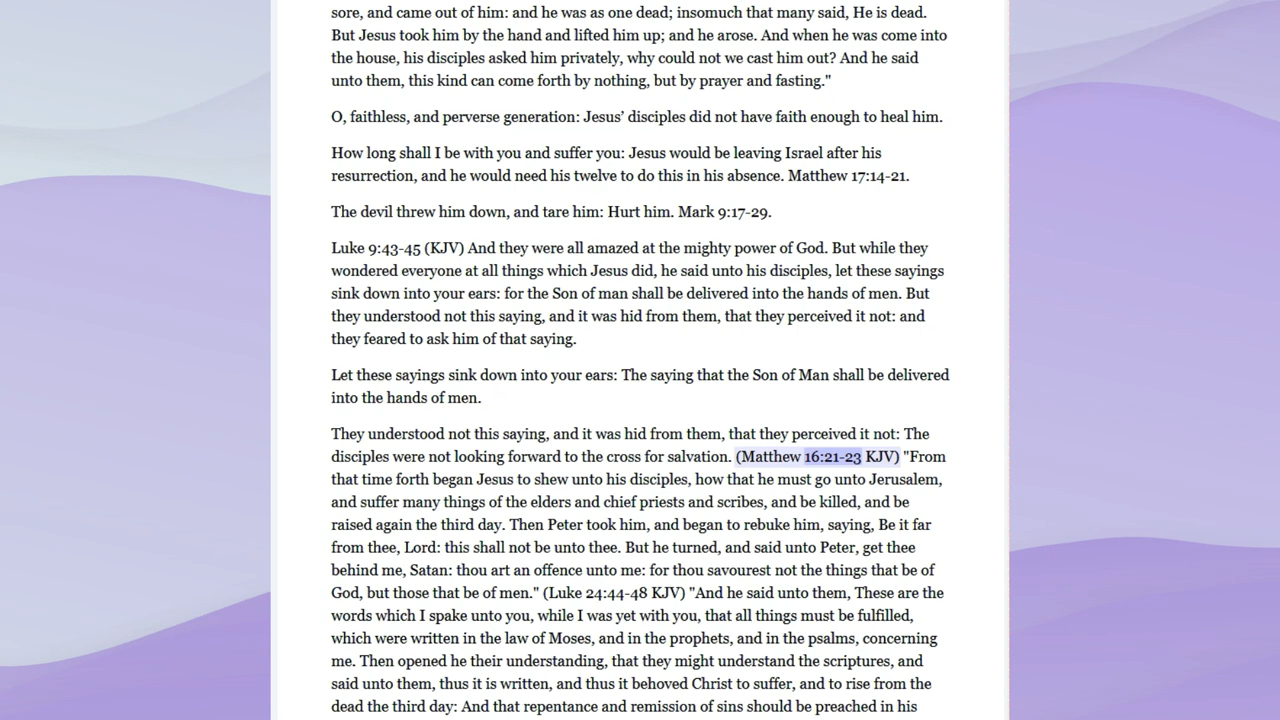 sore, and came out of him: and he was as one dead; insomuch that many said, He is dead.
But Jesus took him by the hand and lifted him up; and he arose. And when he was come into
the house, his disciples asked him privately, why could not we cast him out? And he said
unto them, this kind can come forth by nothing, but by prayer and fasting."
O, faithless, and perverse generation: Jesus’ disciples did not have faith enough to heal him.
How long shall I be with you and suffer you: Jesus would be leaving Israel after his
resurrection, and he would need his twelve to do this in his absence. Matthew 17:14-21.
The devil threw him down, and tare him: Hurt him. Mark 9:17-29.
Luke 9:43-45 (KJV) And they were all amazed at the mighty power of God. But while they
wondered everyone at all things which Jesus did, he said unto his disciples, let these sayings
sink down into your ears: for the Son of man shall be delivered into the hands of men. But
they understood not this saying, and it was hid from them, that they perceived it not: and
they feared to ask him of that saying.
Let these sayings sink down into your ears: The saying that the Son of Man shall be delivered
into the hands of men.
They understood not this saying, and it was hid from them, that they perceived it not: The
disciples were not looking forward to the cross for salvation. (Matthew 16:21-23 KJV) "From
that time forth began Jesus to shew unto his disciples, how that he must go unto Jerusalem,
and suffer many things of the elders and chief priests and scribes, and be killed, and be
raised again the third day. Then Peter took him, and began to rebuke him, saying, Be it far
from thee, Lord: this shall not be unto thee. But he turned, and said unto Peter, get thee
behind me, Satan: thou art an offence unto me: for thou savourest not the things that be of
God, but those that be of men." (Luke 24:44-48 KJV) "And he said unto them, These are the
words which I spake unto you, while I was yet with you, that all things must be fulfilled,
which were written in the law of Moses, and in the prophets, and in the psalms, concerning
me. Then opened he their understanding, that they might understand the scriptures, and
said unto them, thus it is written, and thus it behoved Christ to suffer, and to rise from the
dead the third day: And that repentance and remission of sins should be preached in his